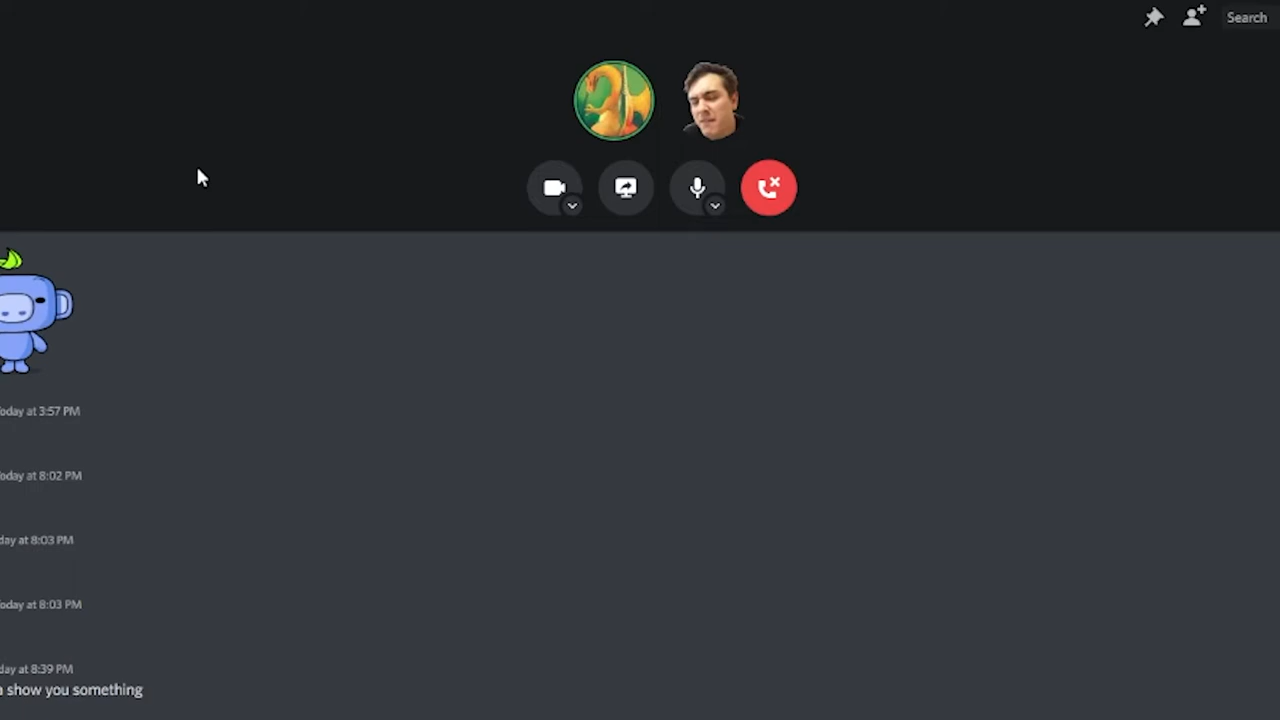 Search
oday at 3:57 PM
oday at 8:02 PM
day at 8:03 PM
oday at 8:03 PM
day at 8:39 PM
a show you something